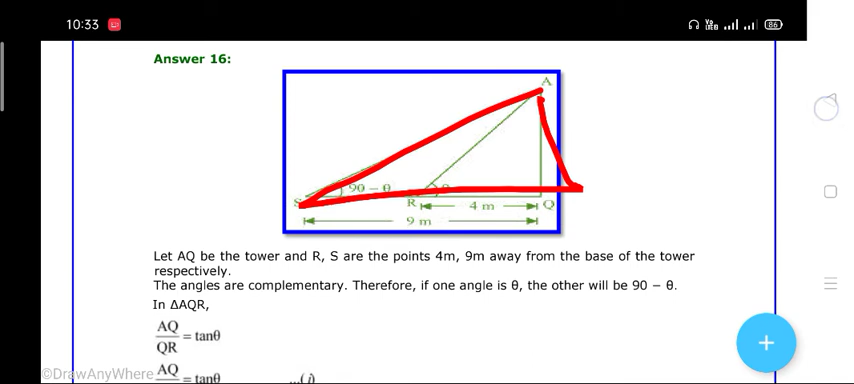 10:33
86
Answer 16:
A
S
90 – θ
R
θ
4 m
Q
9 m
Let AQ be the tower and R, S are the points 4m, 9m away from the base of the tower
respectively.
The angles are complementary. Therefore, if one angle is θ, the other will be 90 – θ.
In ΔAQR,
AQ
QR
= tanθ
AQ
= tanθ
...(i)
©DrawAnyWhere
+